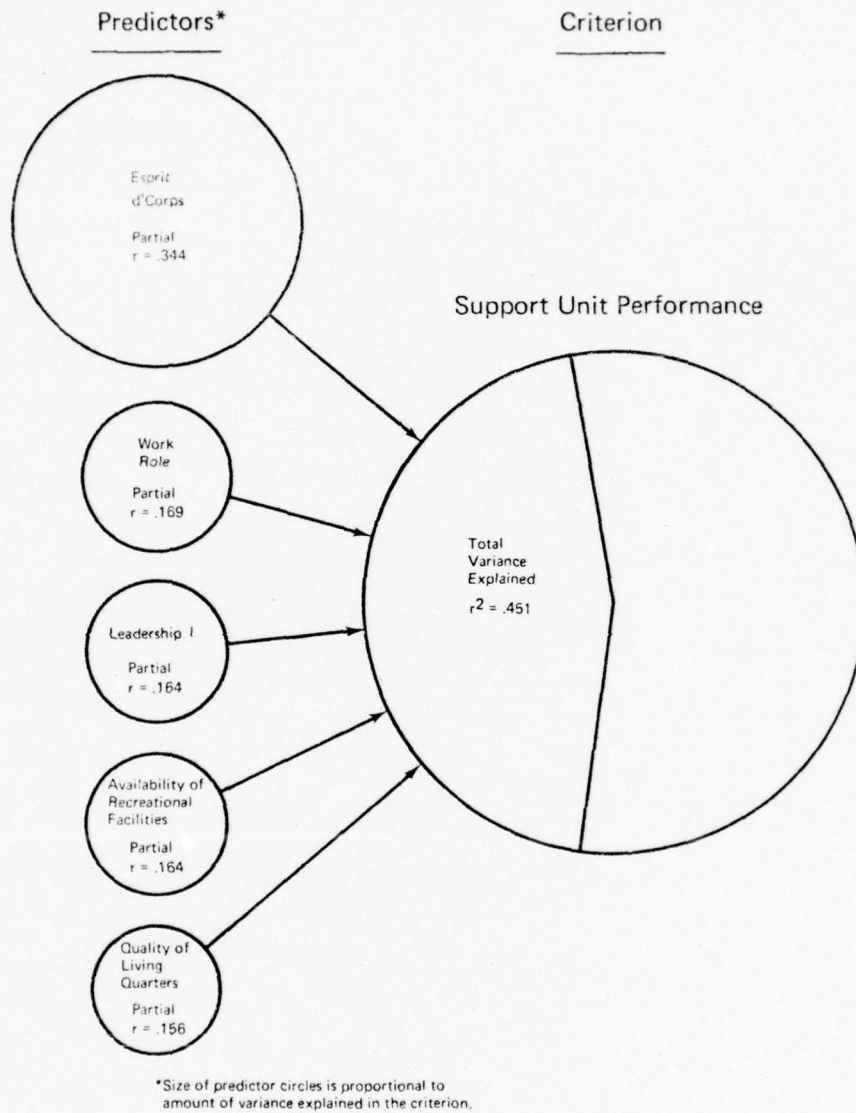 Predictors*
Criterion
Esprit
d'Corps
Partial
r = .344
Support Unit Performance
Work
Role
Partial
r = .169
Total
Variance
Explained
r² = .451
Leadership I
Partial
r = .164
Availability of
Recreational
Facilities
Partial
r = .164
Quality of
Living
Quarters
Partial
r = .156
*Size of predictor circles is proportional to
amount of variance explained in the criterion.